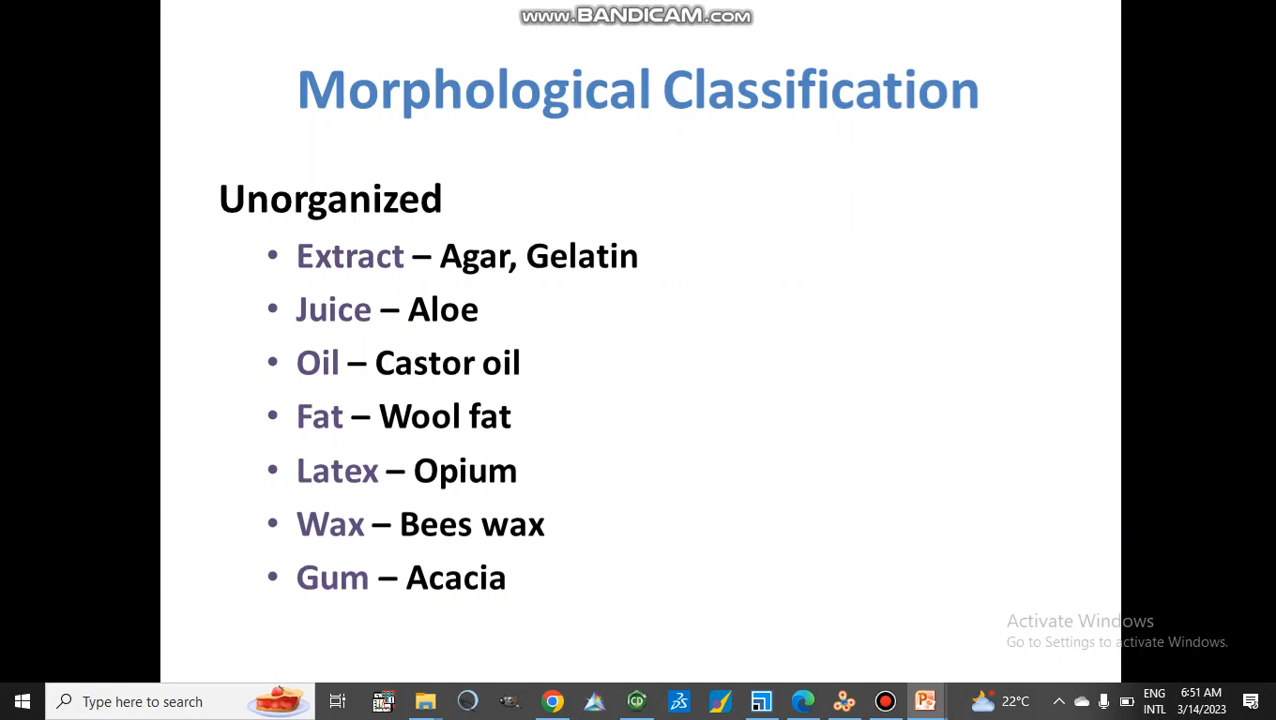 www.BANDICAM.com
Morphological Classification
Unorganized
• Extract – Agar, Gelatin
• Juice – Aloe
• Oil – Castor oil
• Fat – Wool fat
• Latex – Opium
• Wax – Bees wax
• Gum – Acacia
Activate Windows
Go to Settings to activate Windows.
Type here to search
22°C
ENG
INTL
6:51 AM
3/14/2023